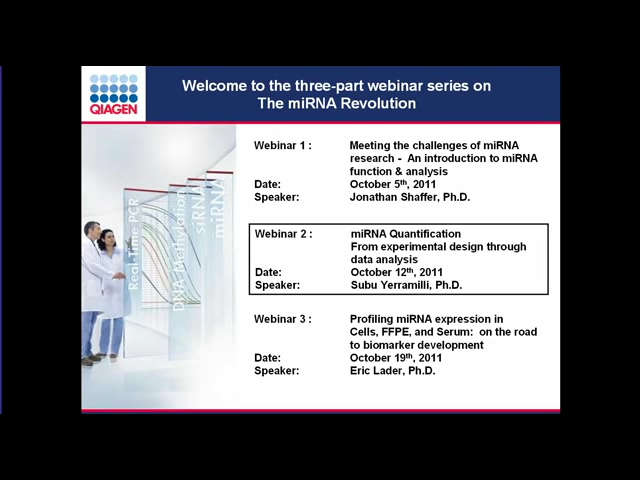 QIAGEN
Welcome to the three-part webinar series on
The miRNA Revolution
Webinar 1 : Meeting the challenges of miRNA
research - An introduction to miRNA
function & analysis
Date: October 5th, 2011
Speaker: Jonathan Shaffer, Ph.D.
Webinar 2 : miRNA Quantification
From experimental design through
data analysis
Date: October 12th, 2011
Speaker: Subu Yerramilli, Ph.D.
Webinar 3 : Profiling miRNA expression in
Cells, FFPE, and Serum: on the road
to biomarker development
Date: October 19th, 2011
Speaker: Eric Lader, Ph.D.
Real-Time PCR
DNA Methylation
siRNA
miRNA